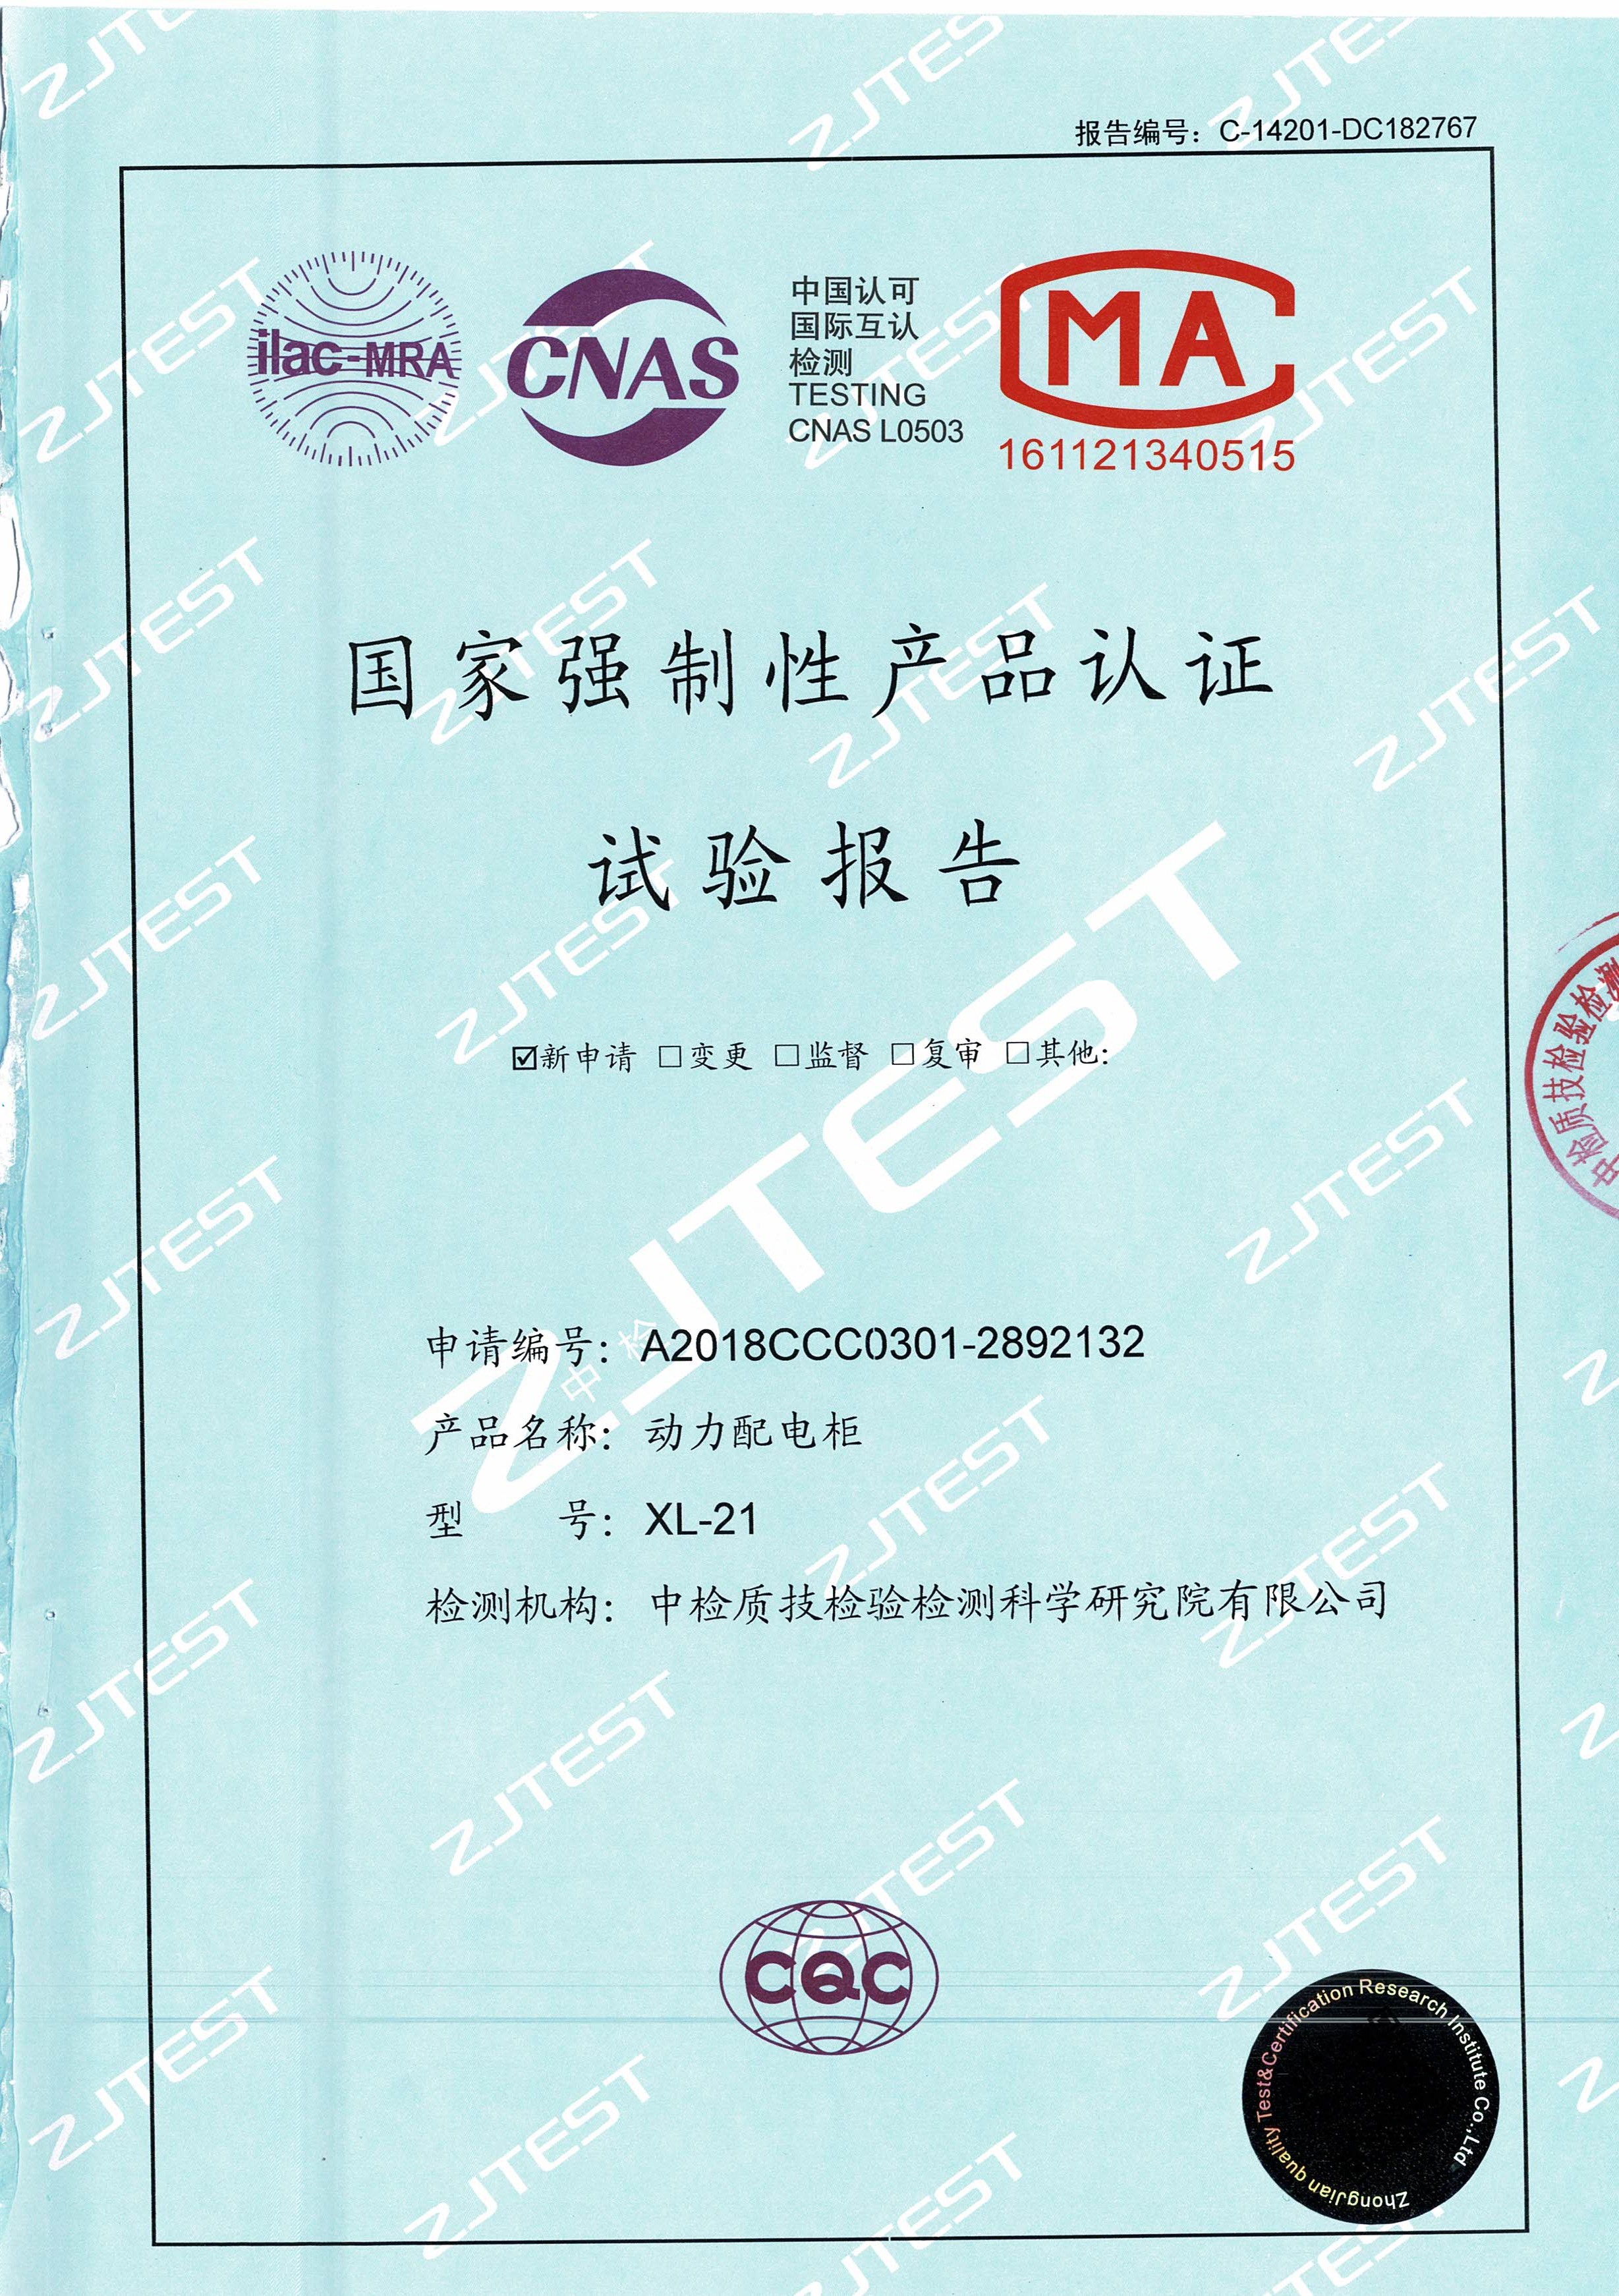 报告编号：C-14201-DC182767
ilac-MRA
CNAS
中国认可
国际互认
检测
TESTING
CNAS L0503
MA
161121340515
国家强制性产品认证
试验报告
☑新申请 □变更 □监督 □复审 □其他:
申请编号：A2018CCC0301-2892132
产品名称：动力配电柜
型 号：XL-21
检测机构：中检质技检验检测科学研究院有限公司
CQC
ZhongJian quality Test&Certification Research Institute Co.,Ltd
中检质技检验检测
ZJTEST
中检